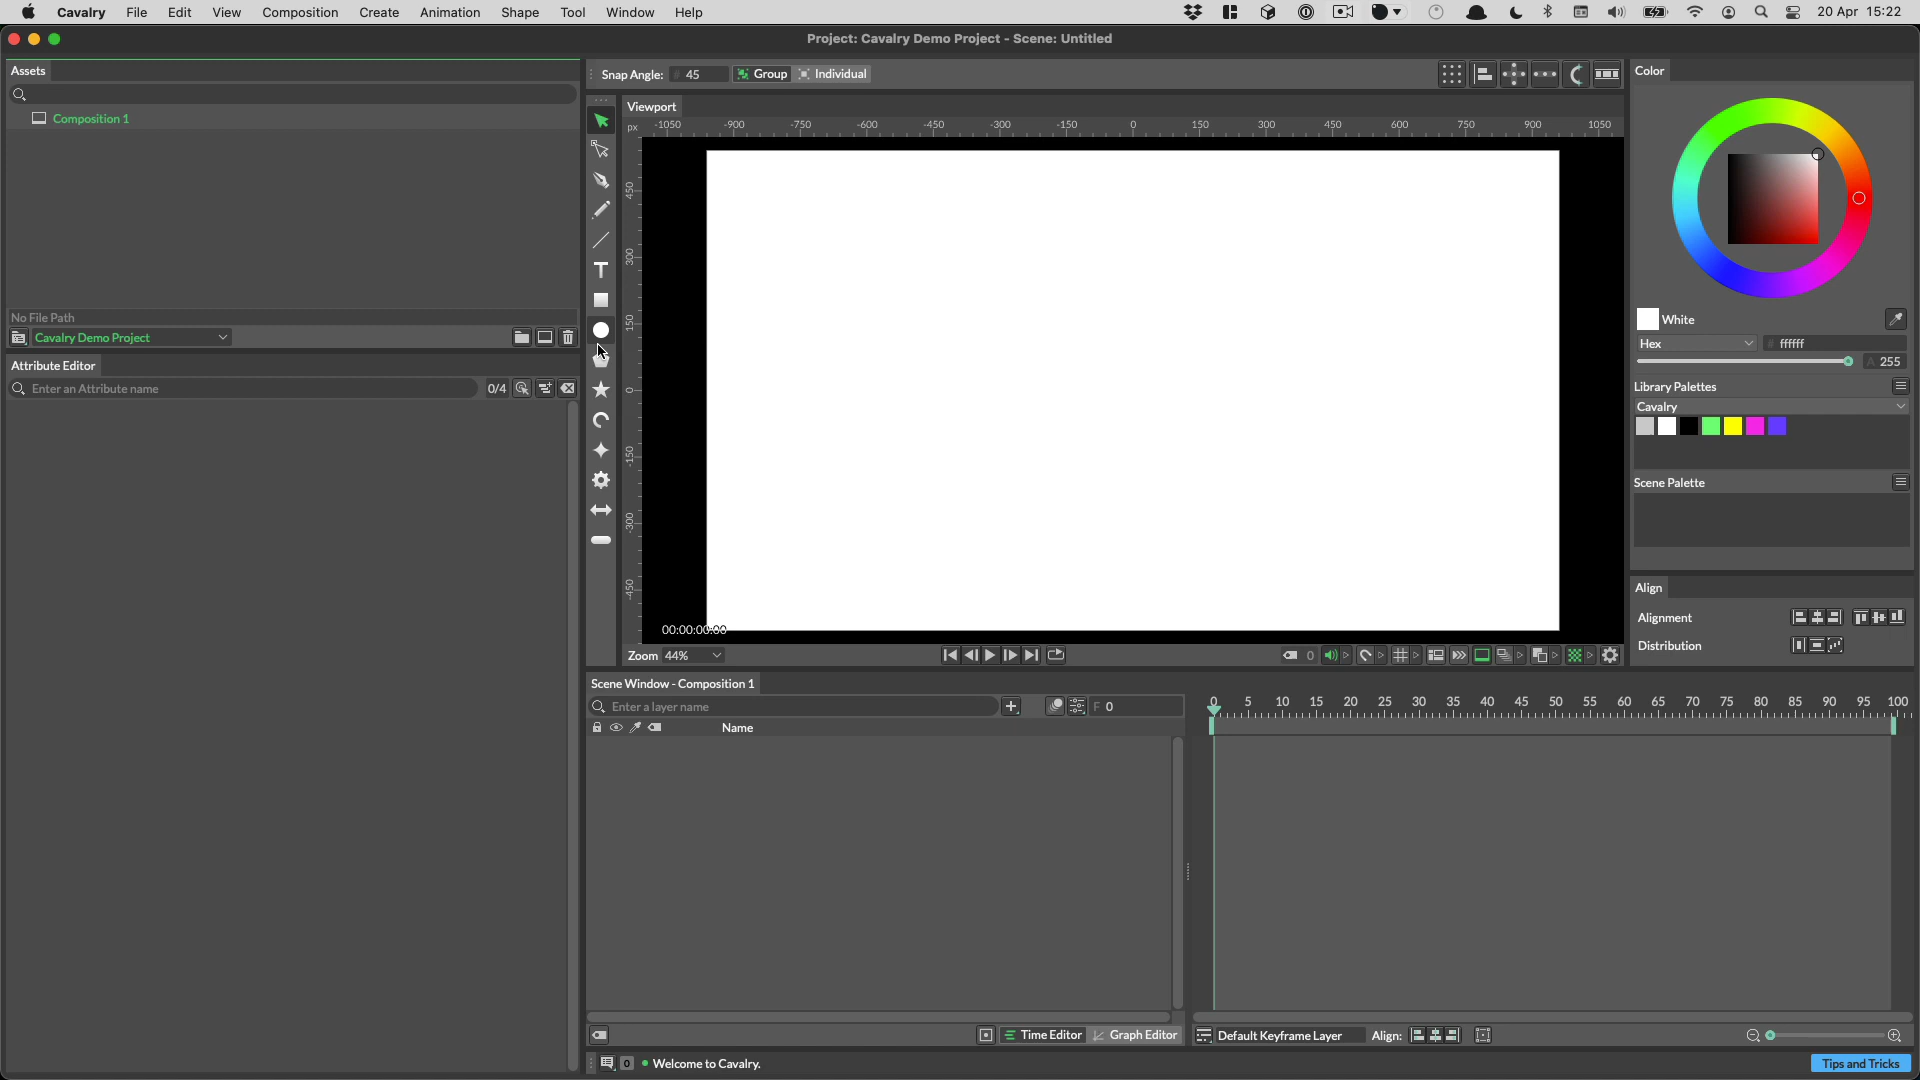 Cavalry File Edit View Composition Create Animation Shape Tool Window Help 20 Apr 15:22
Project: Cavalry Demo Project - Scene: Untitled
Assets
Composition 1
No File Path
Cavalry Demo Project
Attribute Editor
Enter an Attribute name 0/4
Snap Angle: 45 Group Individual
Viewport
px -1050 -900 -750 -600 -450 -300 -150 0 150 300 450 600 750 900 1050
450
300
150
0
-150
-300
-450
00:00:00:00
Zoom 44% 0
Color
White
Hex # ffffff
A 255
Library Palettes
Cavalry
Scene Palette
Align
Alignment
Distribution
Scene Window - Composition 1
Enter a layer name F 0
Name
0 5 10 15 20 25 30 35 40 45 50 55 60 65 70 75 80 85 90 95 100
Time Editor Graph Editor Default Keyframe Layer Align:
0 Welcome to Cavalry. Tips and Tricks